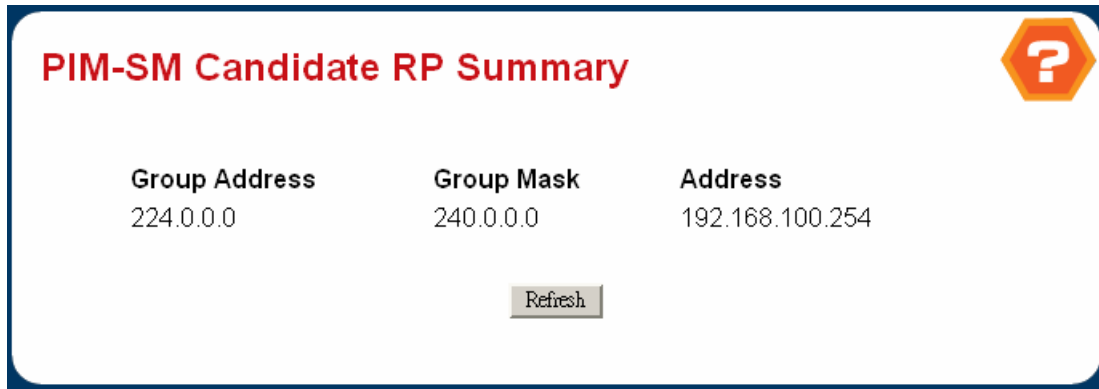 PIM-SM Candidate RP Summary
?
Group Address Group Mask Address
224.0.0.0 240.0.0.0 192.168.100.254
Refresh